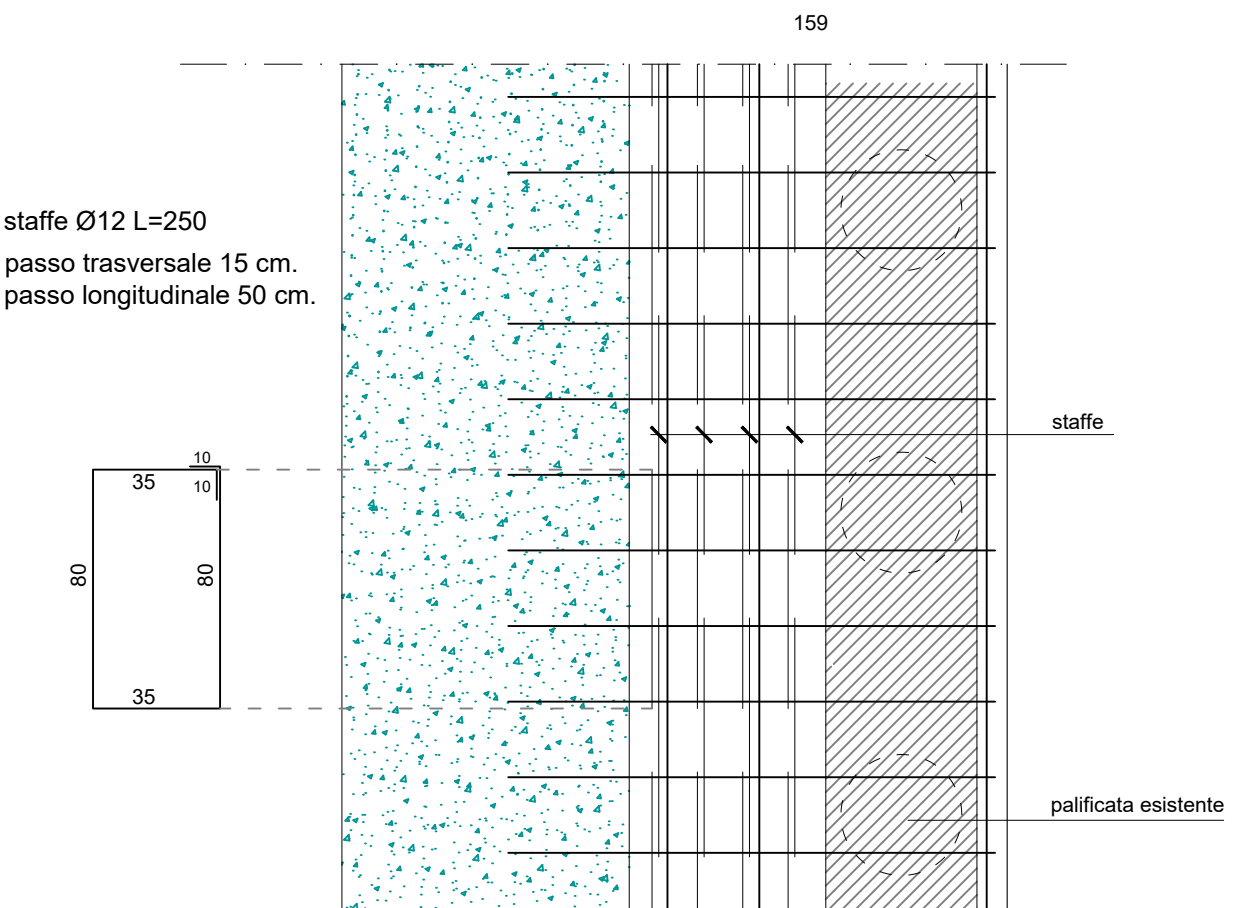 159
staffe Ø12 L=250
passo trasversale 15 cm.
passo longitudinale 50 cm.
staffe
10
35
10
80
80
35
palificata esistente